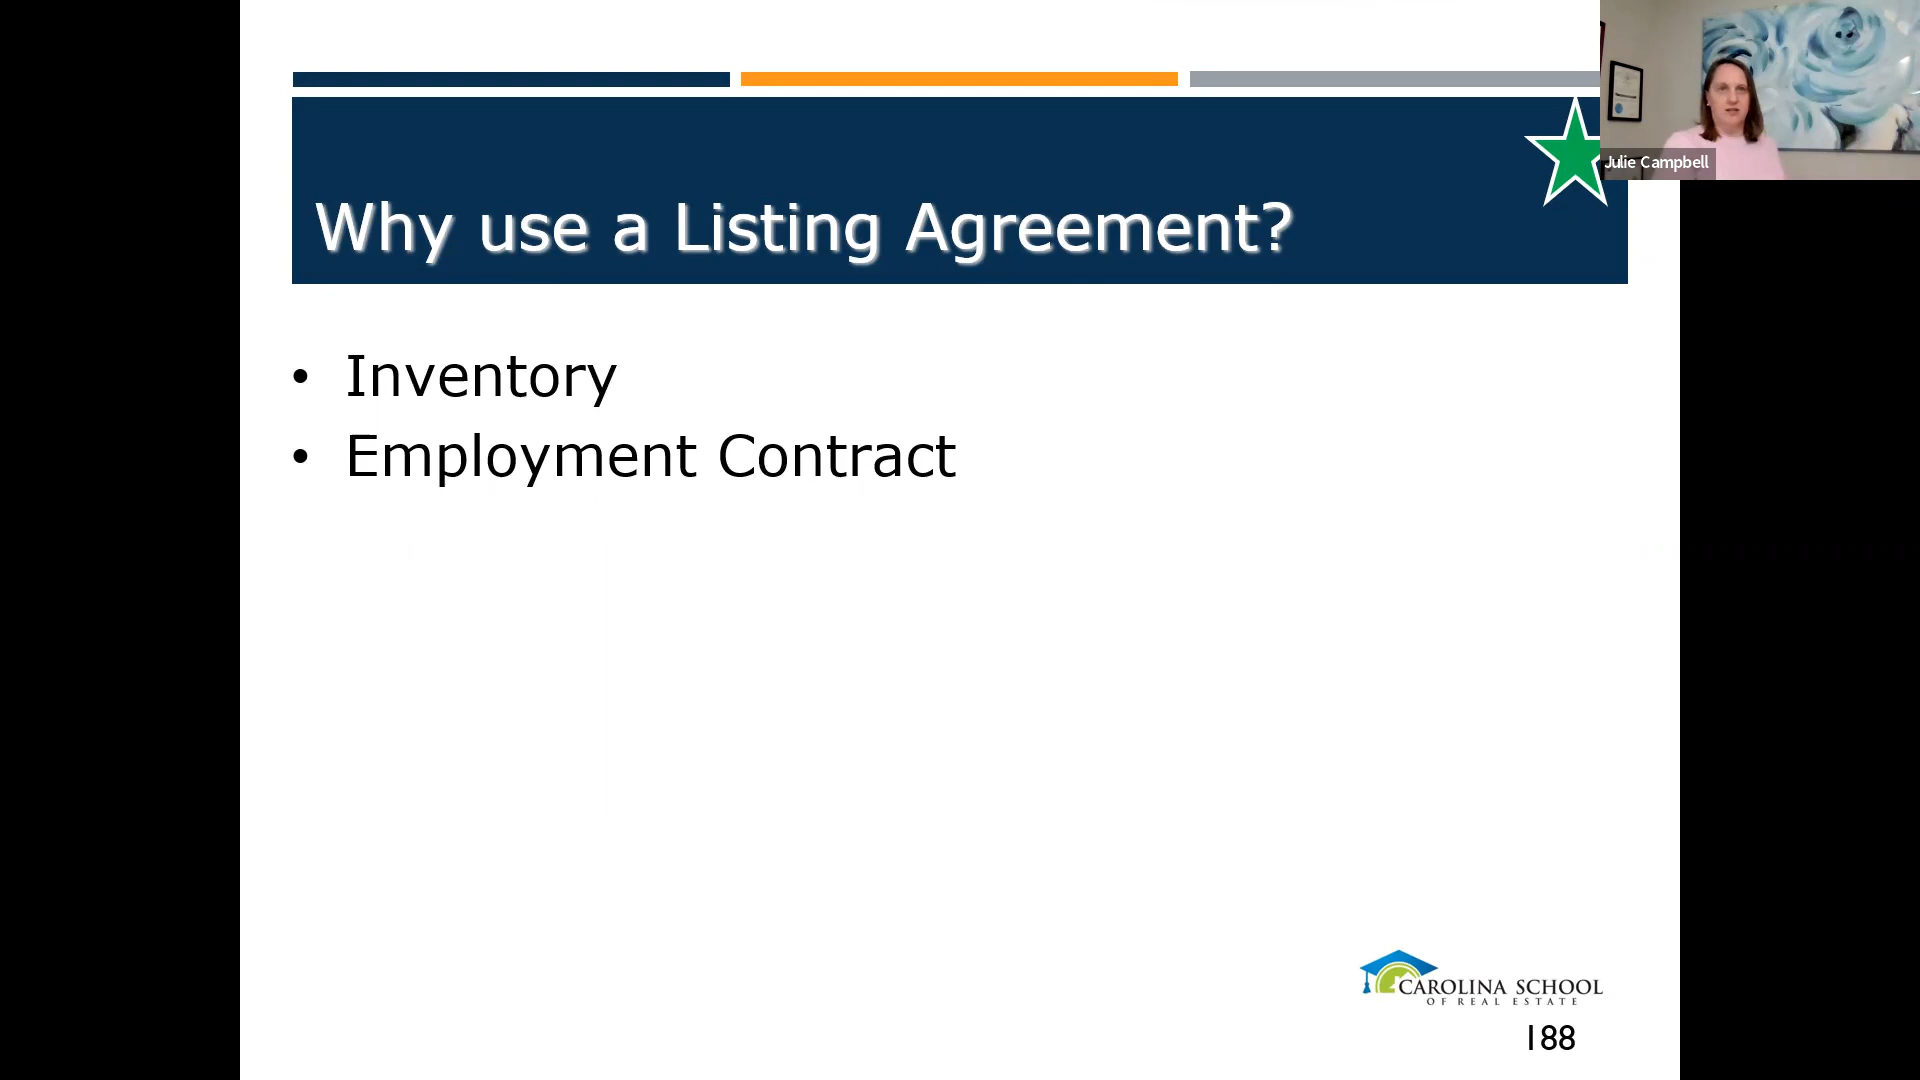 Why use a Listing Agreement?
Julie Campbell
• Inventory
• Employment Contract
CAROLINA SCHOOL
OF REAL ESTATE
188